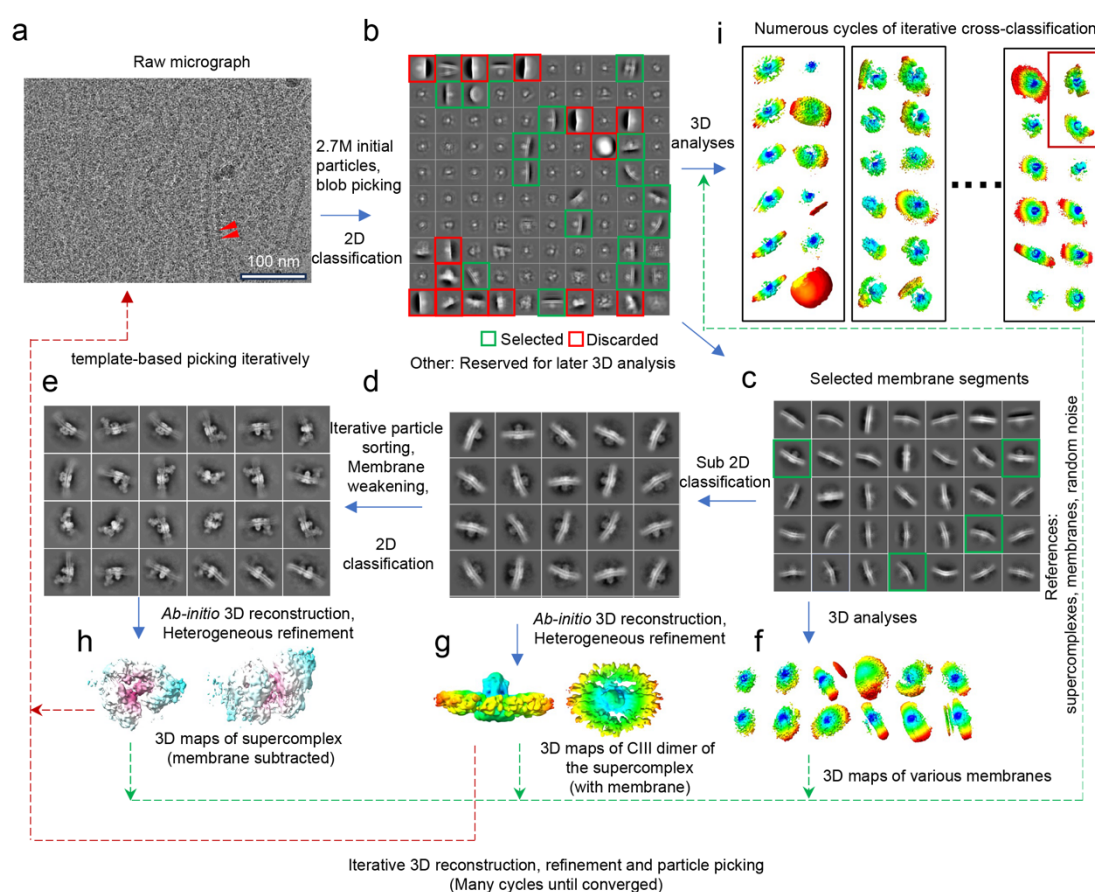 a
Raw micrograph
100 nm
2.7M initial
particles,
blob picking
2D
classification
b
Selected
Discarded
Other: Reserved for later 3D analysis
3D
analyses
i
Numerous cycles of iterative cross-classification
template-based picking iteratively
e
Iterative particle
sorting,
Membrane
weakening,
2D
classification
d
Sub 2D
classification
c
Selected membrane segments
References:
supercomplexes, membranes, random noise
Ab-initio 3D reconstruction,
Heterogeneous refinement
Ab-initio 3D reconstruction,
Heterogeneous refinement
3D analyses
h
3D maps of supercomplex
(membrane subtracted)
g
3D maps of CIII dimer of
the supercomplex
(with membrane)
f
3D maps of various membranes
Iterative 3D reconstruction, refinement and particle picking
(Many cycles until converged)